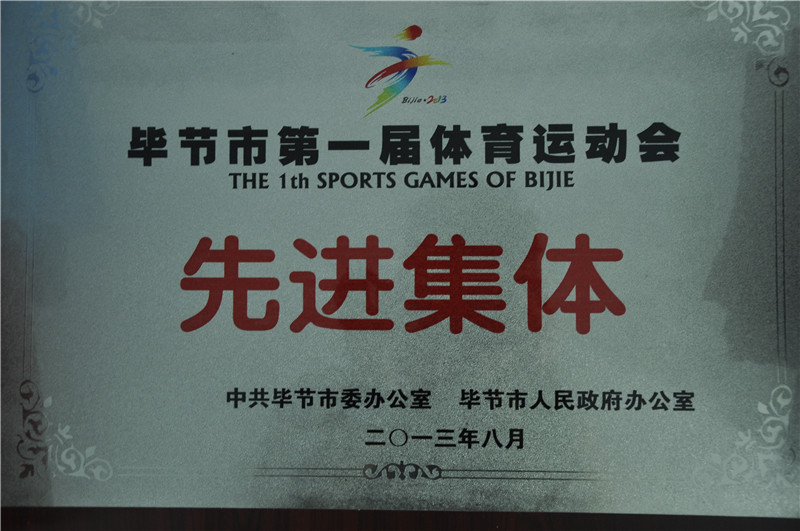 Bijie·2013
毕节市第一届体育运动会
THE 1th SPORTS GAMES OF BIJIE
先进集体
中共毕节市委办公室 毕节市人民政府办公室
二〇一三年八月